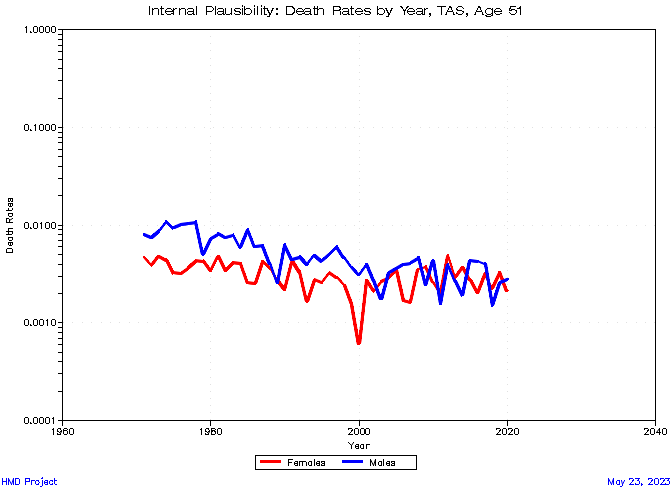 Internal Plausibility: Death Rates by Year, TAS, Age 51
1.0000
0.1000
0.0100
0.0010
0.0001
Death Rates
1960 1980 2000 2020 2040
Year
Females Males
HMD Project
May 23, 2023